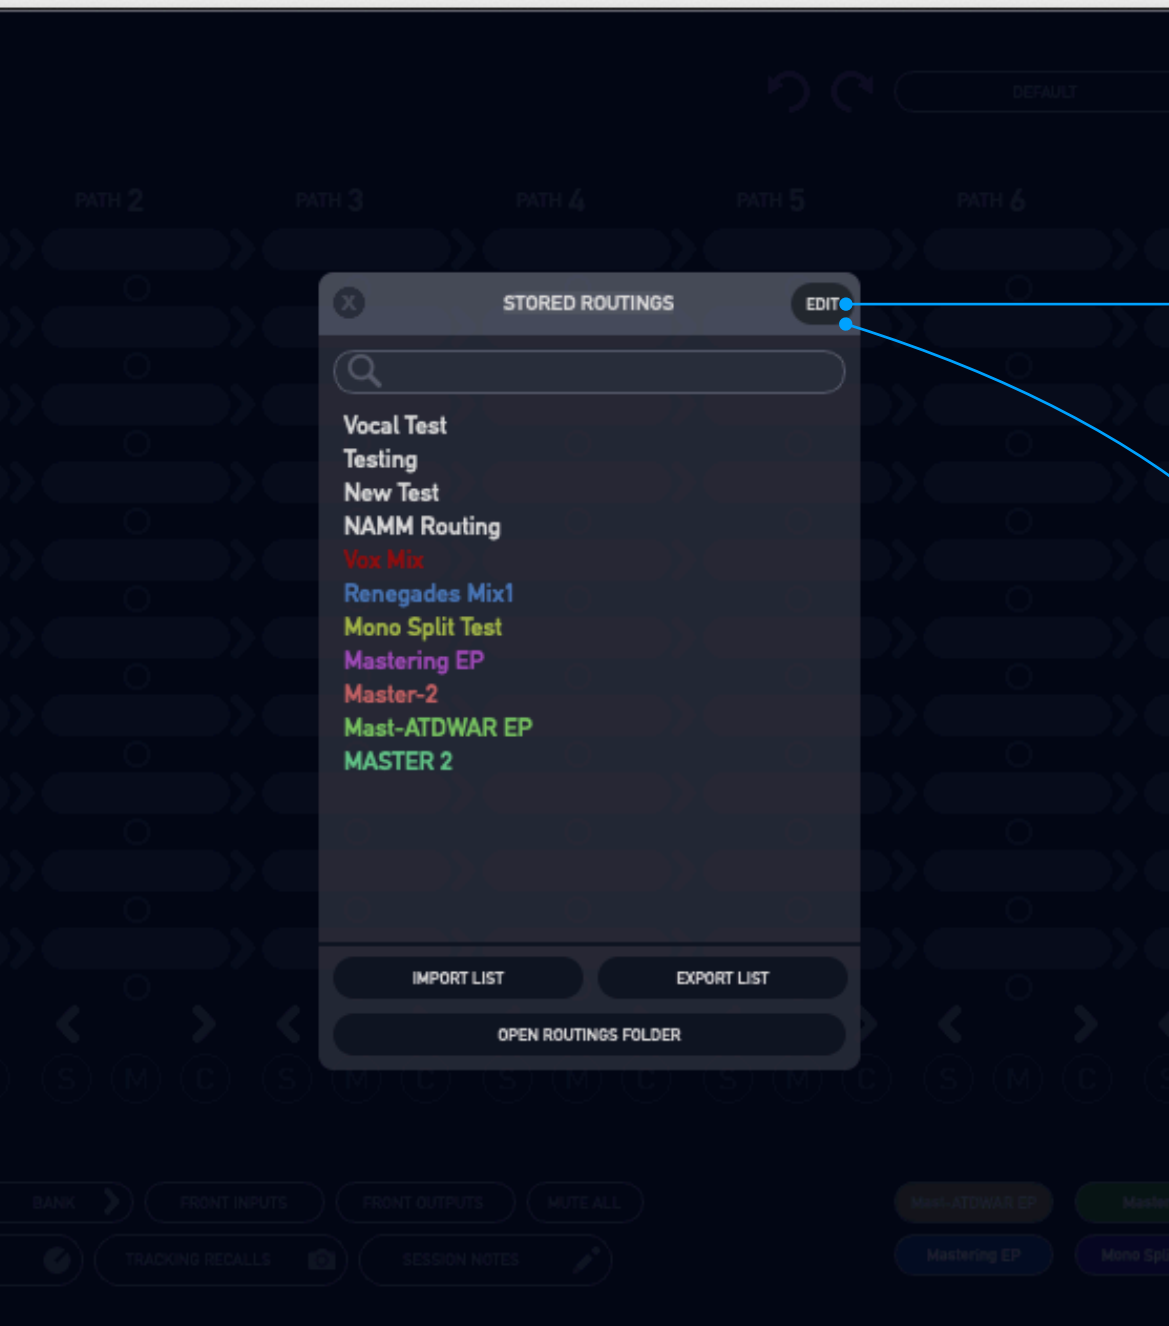 DEFAULT
PATH 2 PATH 3 PATH 4 PATH 5 PATH 6
X STORED ROUTINGS EDIT
Vocal Test
Testing
New Test
NAMM Routing
Vox Mix
Renegades Mix1
Mono Split Test
Mastering EP
Master-2
Mast-ATDWAR EP
MASTER 2
IMPORT LIST EXPORT LIST
OPEN ROUTINGS FOLDER
S M C S M C S M C S M C S M C
BANK FRONT INPUTS FRONT OUTPUTS MUTE ALL Mast-ATDWAR EP
TRACKING RECALLS SESSION NOTES Mastering EP Mono